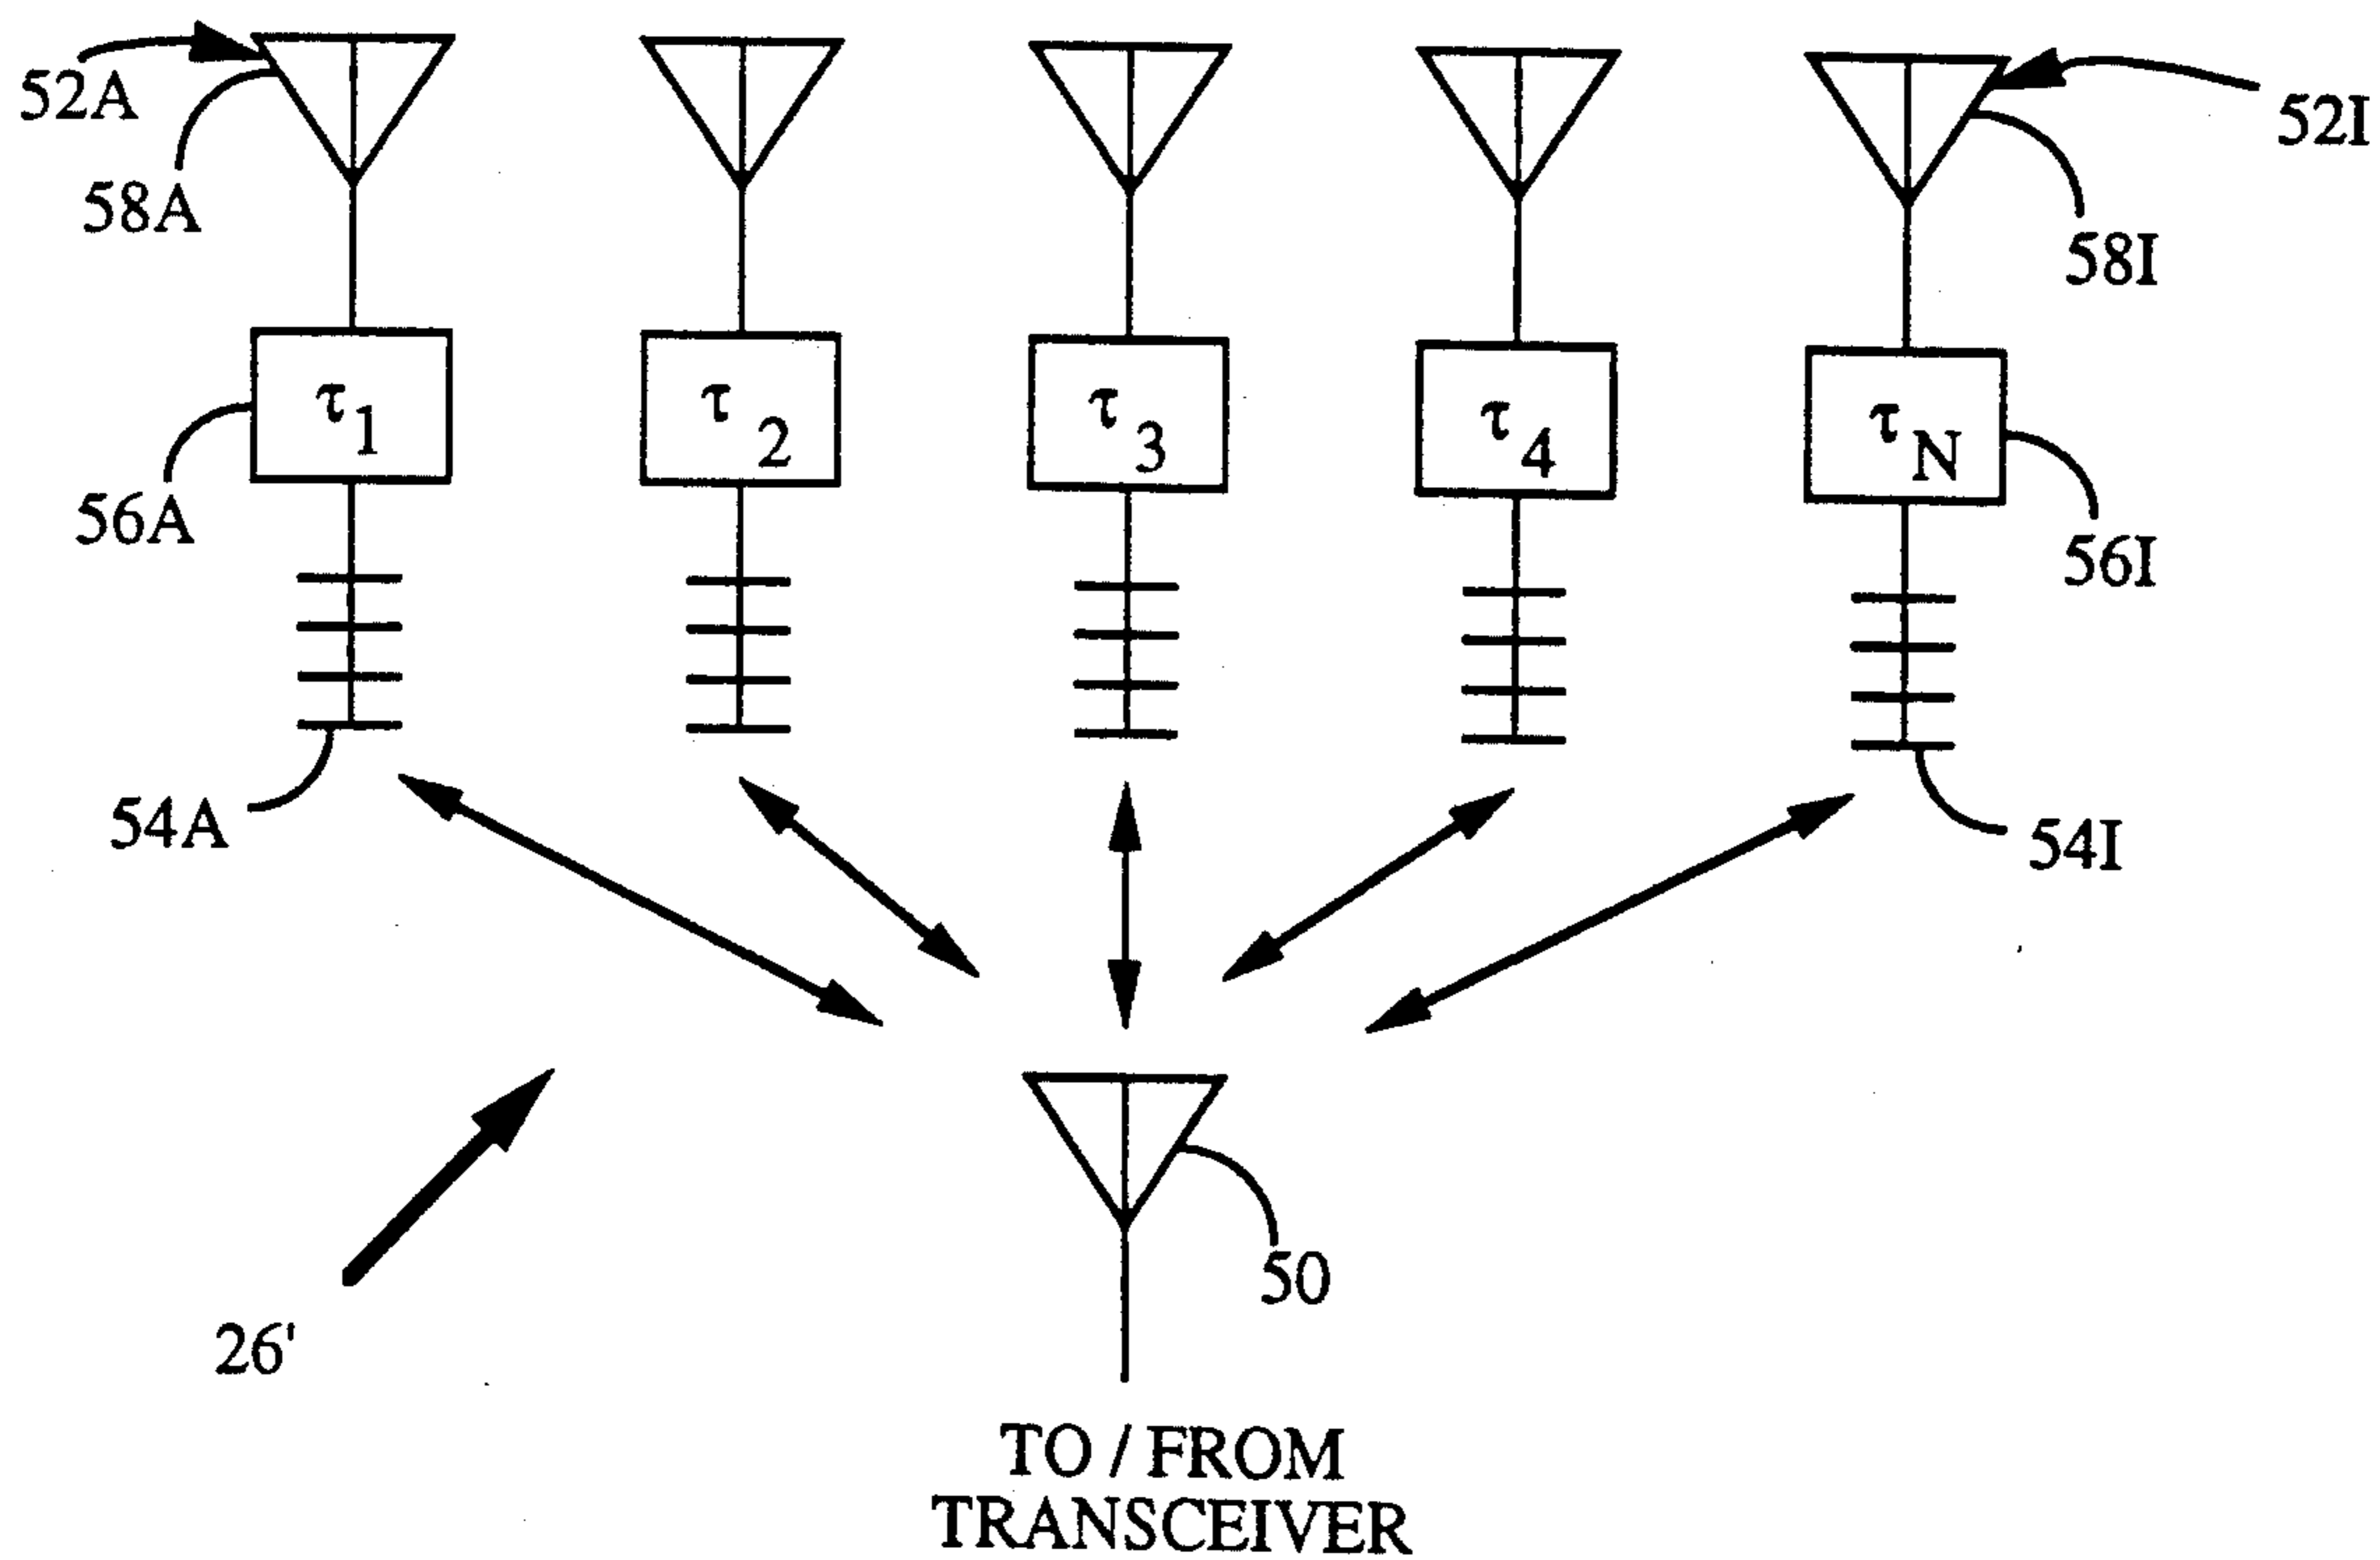 52A
52I
58A
58I
τ1
τ2
τ3
τ4
τN
56A
56I
54A
54I
50
26'
TO / FROM
TRANSCEIVER